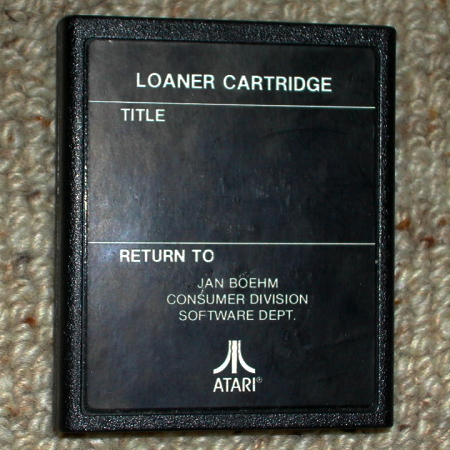 LOANER CARTRIDGE
TITLE
RETURN TO
JAN BOEHM
CONSUMER DIVISION
SOFTWARE DEPT.
ATARI®